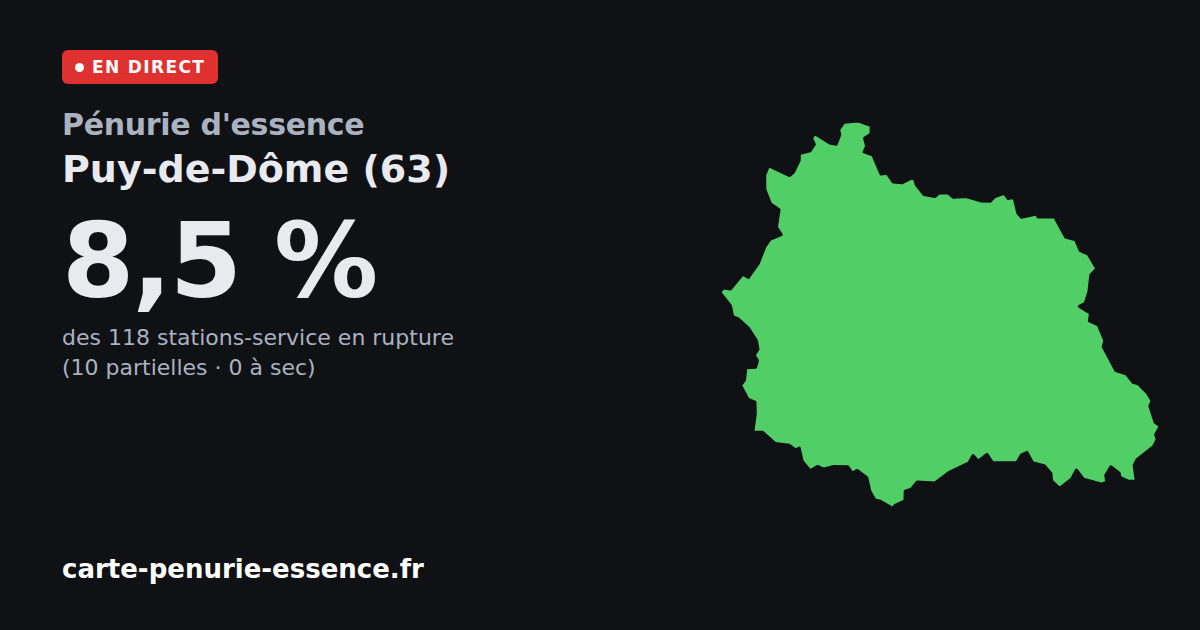 EN DIRECT
Pénurie d'essence
Puy-de-Dôme (63)
8,5 %
des 118 stations-service en rupture
(10 partielles · 0 à sec)
carte-penurie-essence.fr